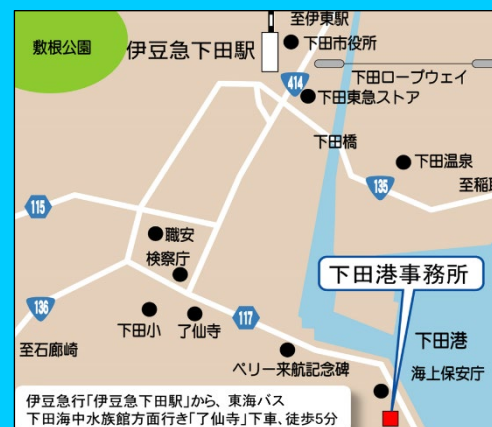 至伊東駅
敷根公園
伊豆急下田駅
下田市役所
下田ロープウェイ
414
下田東急ストア
下田橋
下田温泉
135
至稲
115
職安
検察庁
下田港事務所
136
下田小
了仙寺
117
下田港
至石廊崎
ペリー来航記念碑
海上保安庁
伊豆急行「伊豆急下田駅」から、東海バス
下田海中水族館方面行き「了仙寺」下車、徒歩5分